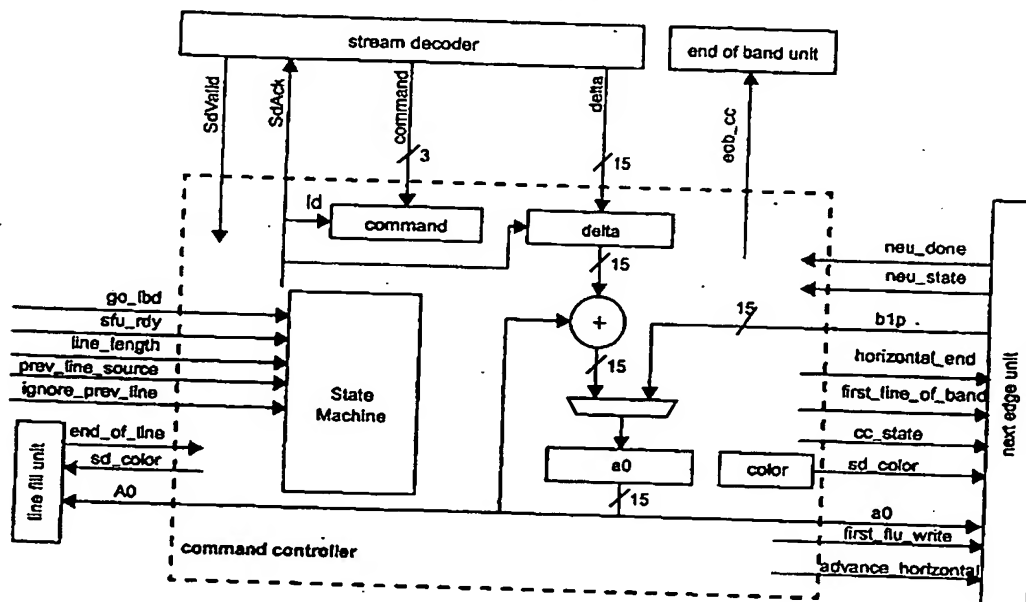 stream decoder
end of band unit
SdValid
SdAck
command
delta
eob_cc
3
15
ld
command
delta
15
neu_done
neu_state
15
b1p
go_lbd
sfu_rdy
line_length
prev_line_source
ignore_prev_line
State
Machine
+
15
horizontal_end
first_line_of_band
cc_state
sd_color
next edge unit
end_of_line
sd_color
A0
line fill unit
a0
color
15
a0
first_flu_write
advance_horizontal
command controller